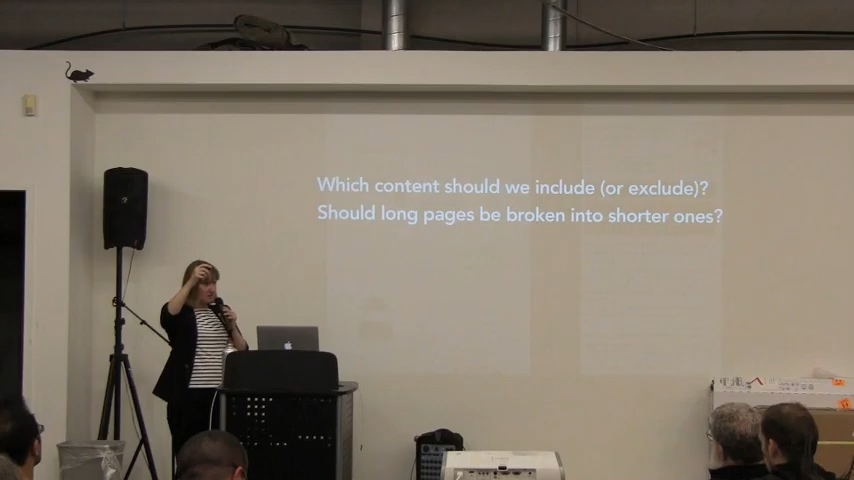 Which content should we include (or exclude)?
Should long pages be broken into shorter ones?